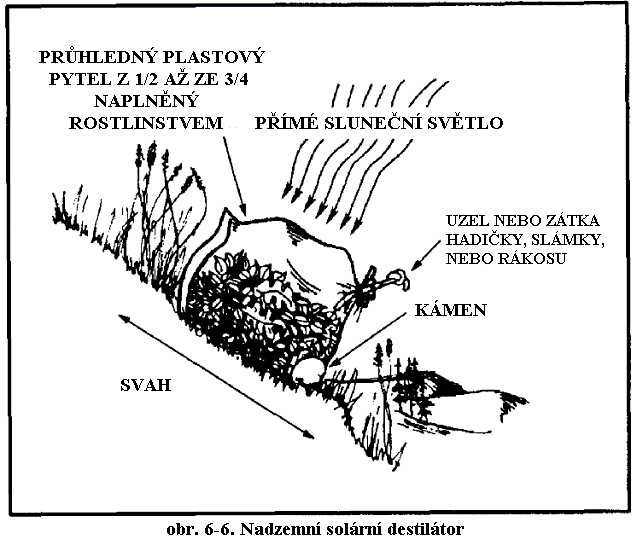 PRŮHLEDNÝ PLASTOVÝ
PYTEL Z 1/2 AŽ ZE 3/4
NAPLNĚNÝ
ROSTLINSTVEM
PŘÍMÉ SLUNEČNÍ SVĚTLO
UZEL NEBO ZÁTKA
HADIČKY, SLÁMKY,
NEBO RÁKOSU
KÁMEN
SVAH
obr. 6-6. Nadzemní solární destilátor